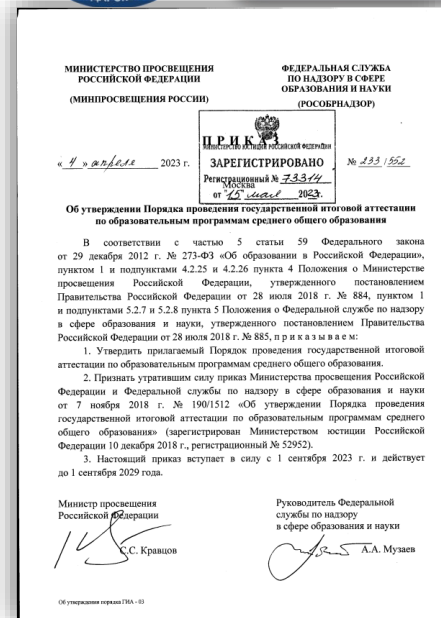 МИНИСТЕРСТВО ПРОСВЕЩЕНИЯ
РОССИЙСКОЙ ФЕДЕРАЦИИ
(МИНПРОСВЕЩЕНИЯ РОССИИ)
ФЕДЕРАЛЬНАЯ СЛУЖБА
ПО НАДЗОРУ В СФЕРЕ
ОБРАЗОВАНИЯ И НАУКИ
(РОСОБРНАДЗОР)
ПРИКАЗ
МИНИСТЕРСТВО ЮСТИЦИИ РОССИЙСКОЙ ФЕДЕРАЦИИ
ЗАРЕГИСТРИРОВАНО
Регистрационный № 73314
от "15 мая 2023г.
« 4 » апреля 2023 г.
Москва
№ 233/552
Об утверждении Порядка проведения государственной итоговой аттестации
по образовательным программам среднего общего образования
В соответствии с частью 5 статьи 59 Федерального закона
от 29 декабря 2012 г. № 273-ФЗ «Об образовании в Российской Федерации»,
пунктом 1 и подпунктами 4.2.25 и 4.2.26 пункта 4 Положения о Министерстве
просвещения Российской Федерации, утвержденного постановлением
Правительства Российской Федерации от 28 июля 2018 г. № 884, пунктом 1
и подпунктами 5.2.7 и 5.2.8 пункта 5 Положения о Федеральной службе по надзору
в сфере образования и науки, утвержденного постановлением Правительства
Российской Федерации от 28 июля 2018 г. № 885, п р и к а з ы в а е м :
1. Утвердить прилагаемый Порядок проведения государственной итоговой
аттестации по образовательным программам среднего общего образования.
2. Признать утратившим силу приказ Министерства просвещения Российской
Федерации и Федеральной службы по надзору в сфере образования и науки
от 7 ноября 2018 г. № 190/1512 «Об утверждении Порядка проведения
государственной итоговой аттестации по образовательным программам среднего
общего образования» (зарегистрирован Министерством юстиции Российской
Федерации 10 декабря 2018 г., регистрационный № 52952).
3. Настоящий приказ вступает в силу с 1 сентября 2023 г. и действует
до 1 сентября 2029 года.
Министр просвещения
Российской Федерации
С.С. Кравцов
Руководитель Федеральной
службы по надзору
в сфере образования и науки
А.А. Музаев
Об утверждении порядка ГИА - 03